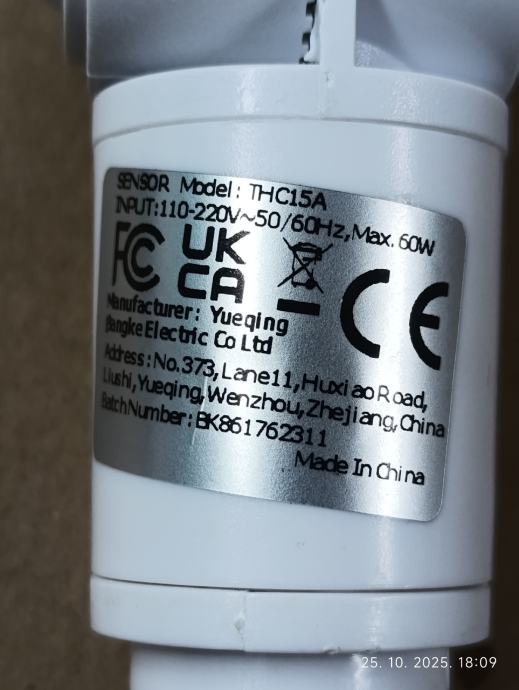 SENSOR Model: THC15A
INPUT:110-220V~50/60Hz,Max. 60W
FC
UK
CA
CE
Manufacturer: Yueqing
Bangke Electric Co Ltd
Address:No.373,Lane11,Huxiao Road,
Liushi,Yueqing,Wenzhou,Zhejiang,China
Batch Number:BK861762311
Made In China
25. 10. 2025. 18:09